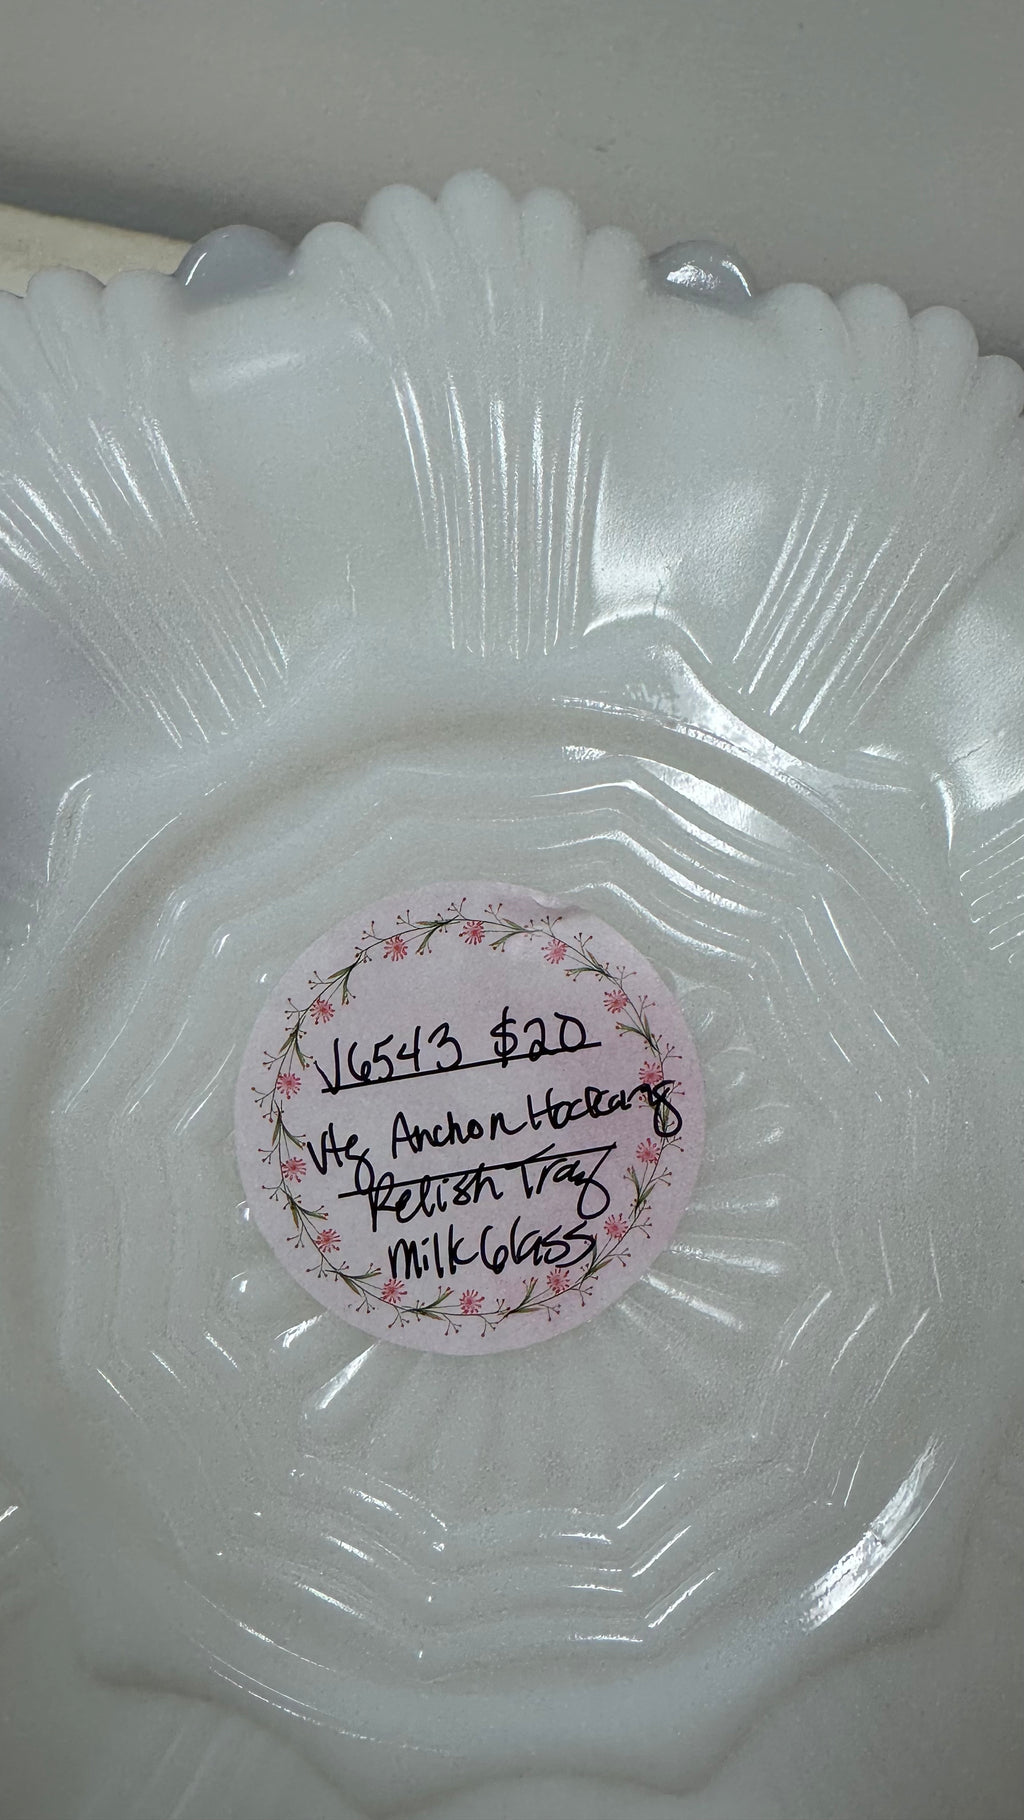 V6543 $20
Vtg Anchor Hocking
Relish Tray
Milk Glass